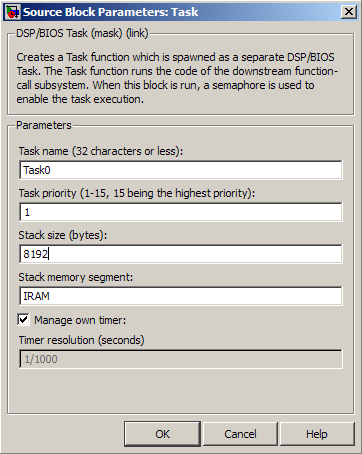 Source Block Parameters: Task
DSP/BIOS Task (mask) (link)
Creates a Task function which is spawned as a separate DSP/BIOS
Task. The Task function runs the code of the downstream function-
call subsystem. When this block is run, a semaphore is used to
enable the task execution.
Parameters
Task name (32 characters or less):
Task0
Task priority (1-15, 15 being the highest priority):
1
Stack size (bytes):
8192
Stack memory segment:
IRAM
Manage own timer:
Timer resolution (seconds)
1/1000
OK Cancel Help